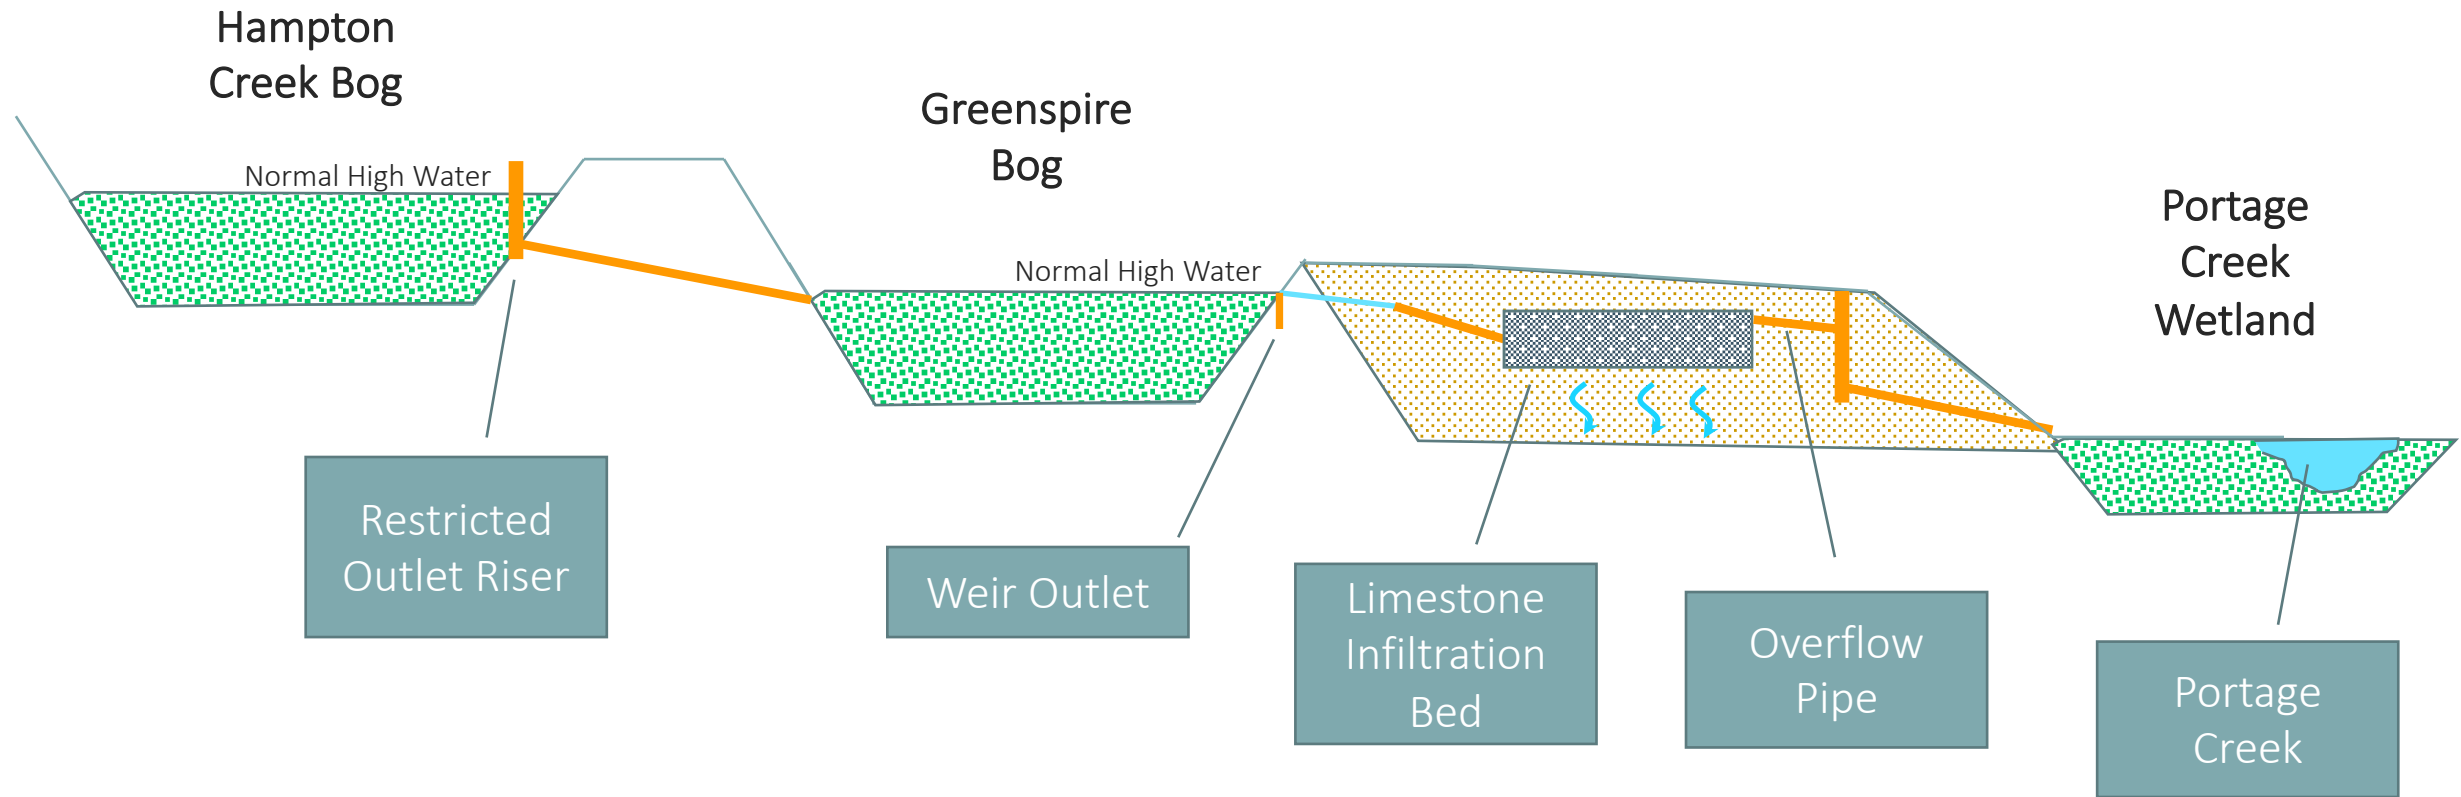 Hampton
Creek Bog
Normal High Water
Greenspire
Bog
Normal High Water
Portage
Creek
Wetland
Restricted
Outlet Riser
Weir Outlet
Limestone
Infiltration
Bed
Overflow
Pipe
Portage
Creek